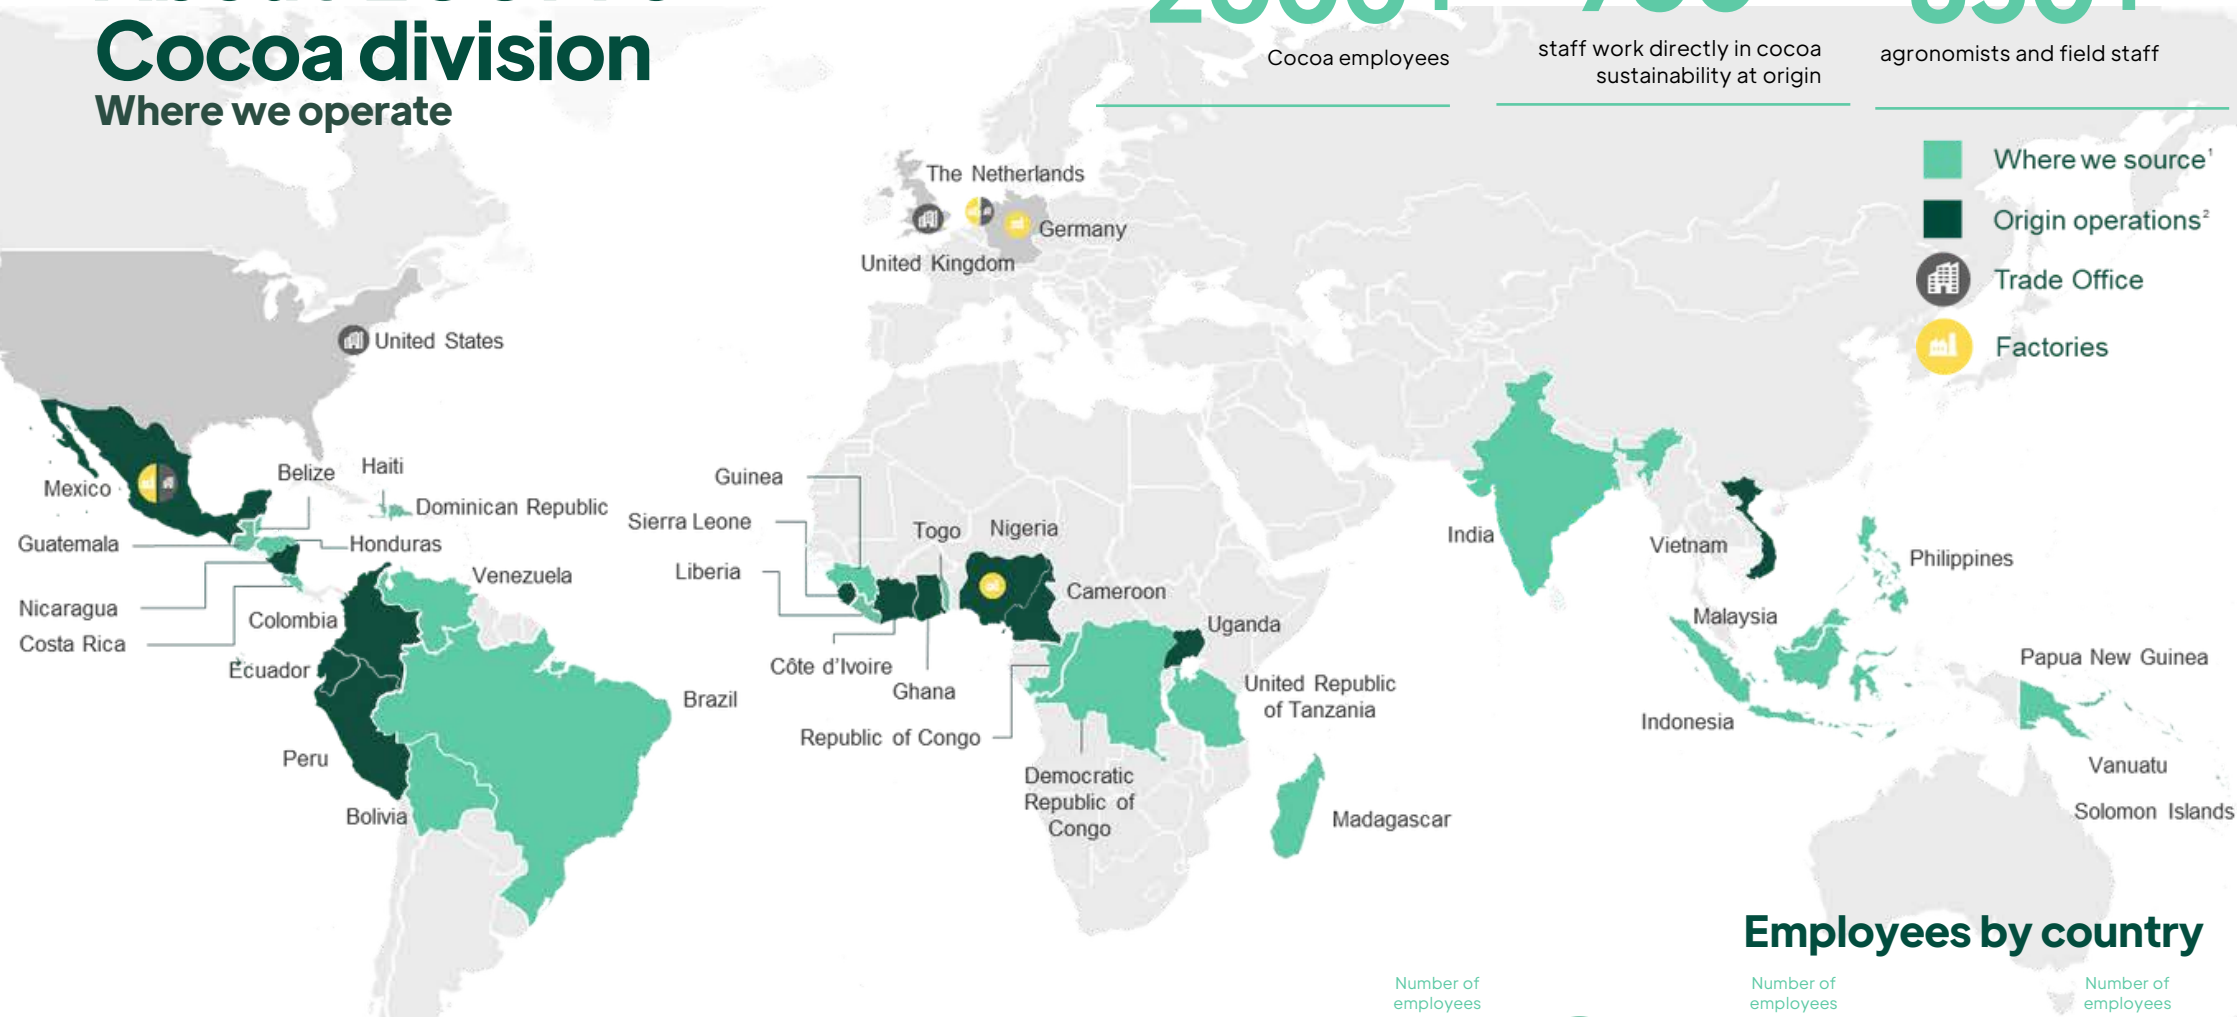 Cocoa division
Where we operate
Cocoa employees
staff work directly in cocoa
sustainability at origin
agronomists and field staff
Where we source¹
Origin operations²
Trade Office
Factories
The Netherlands
Germany
United Kingdom
United States
Mexico
Belize
Haiti
Dominican Republic
Guatemala
Honduras
Nicaragua
Costa Rica
Venezuela
Colombia
Ecuador
Brazil
Peru
Bolivia
Guinea
Sierra Leone
Togo
Nigeria
Liberia
Cameroon
Uganda
Côte d'Ivoire
Ghana
United Republic
of Tanzania
Republic of Congo
Democratic
Republic of
Congo
Madagascar
India
Vietnam
Philippines
Malaysia
Papua New Guinea
Indonesia
Vanuatu
Solomon Islands
Employees by country
Number of
employees
Number of
employees
Number of
employees